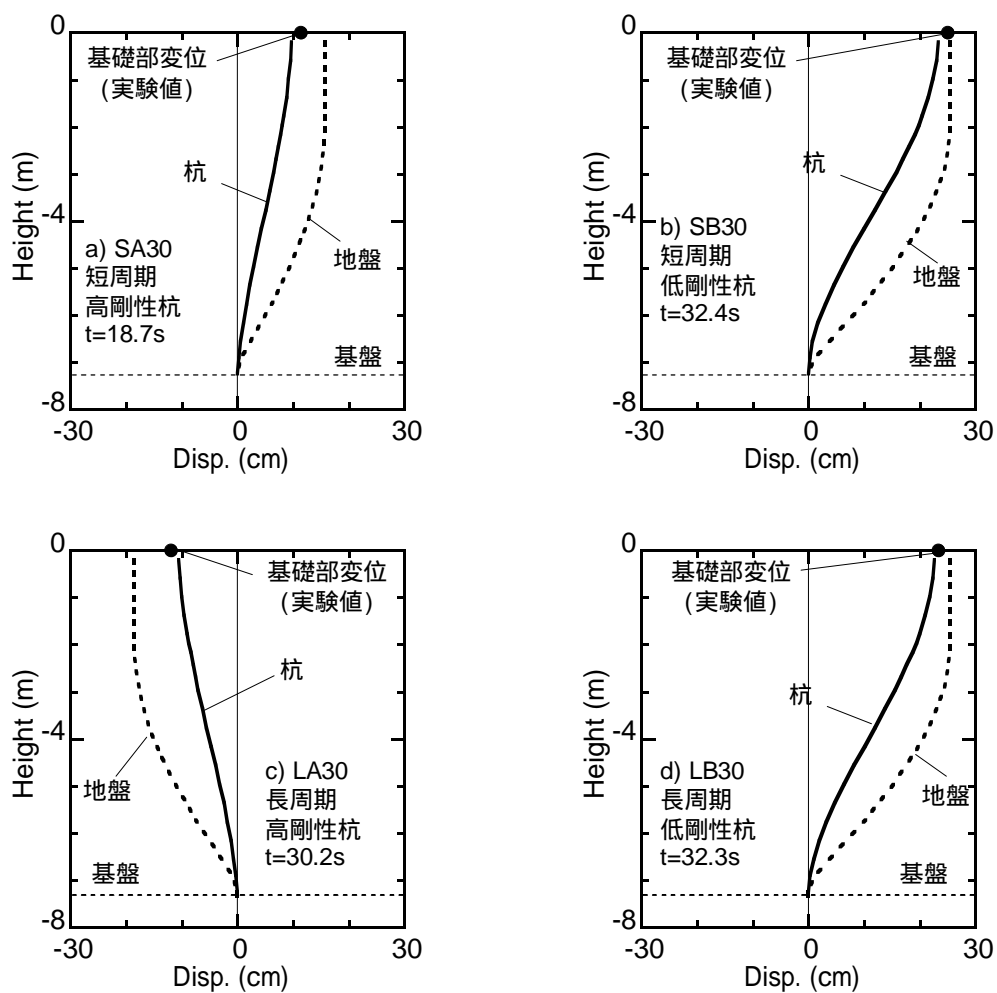 0
基礎部変位
(実験値)
杭
Height (m)
-4
a) SA30
短周期
高剛性杭
t=18.7s
地盤
基盤
-8
-30
0
30
Disp. (cm)
0
基礎部変位
(実験値)
杭
Height (m)
-4
b) SB30
短周期
低剛性杭
t=32.4s
地盤
基盤
-8
-30
0
30
Disp. (cm)
0
基礎部変位
(実験値)
杭
Height (m)
-4
c) LA30
長周期
高剛性杭
t=30.2s
地盤
基盤
-8
-30
0
30
Disp. (cm)
0
基礎部変位
(実験値)
杭
Height (m)
-4
d) LB30
長周期
低剛性杭
t=32.3s
地盤
基盤
-8
-30
0
30
Disp. (cm)